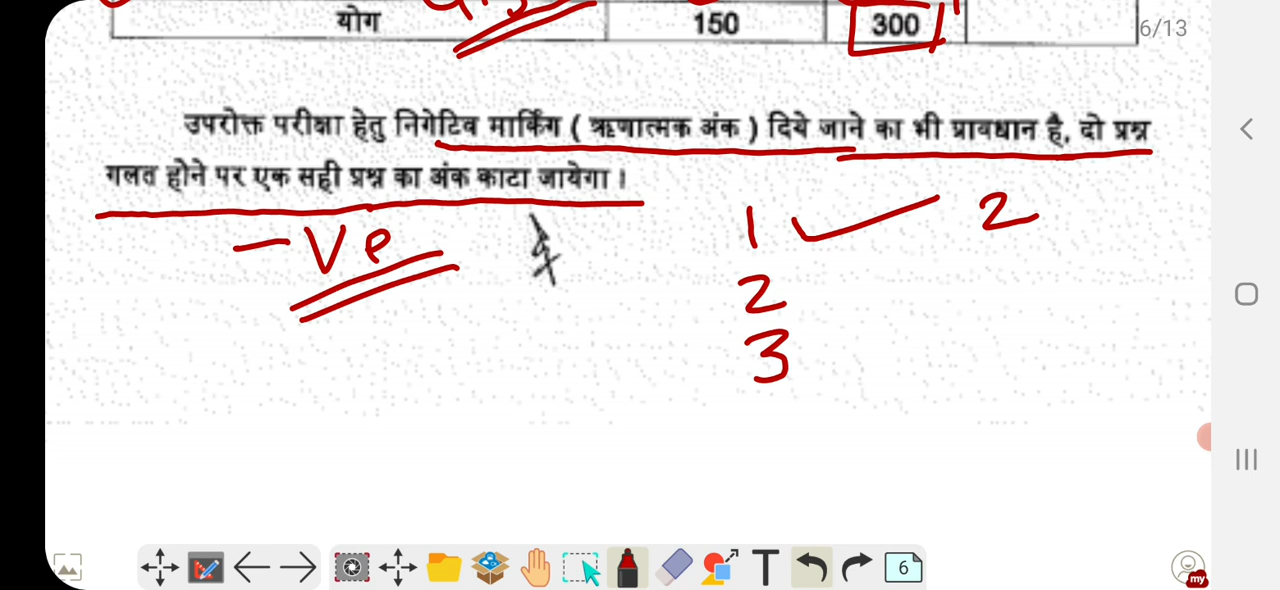 योग 150 300
6/13
उपरोक्त परीक्षा हेतु निगेटिव मार्किंग ( ऋणात्मक अंक ) दिये जाने का भी प्रावधान है, दो प्रश्न
गलत होने पर एक सही प्रश्न का अंक काटा जायेगा ।
-Ve
1 2
2
3
T 6
my